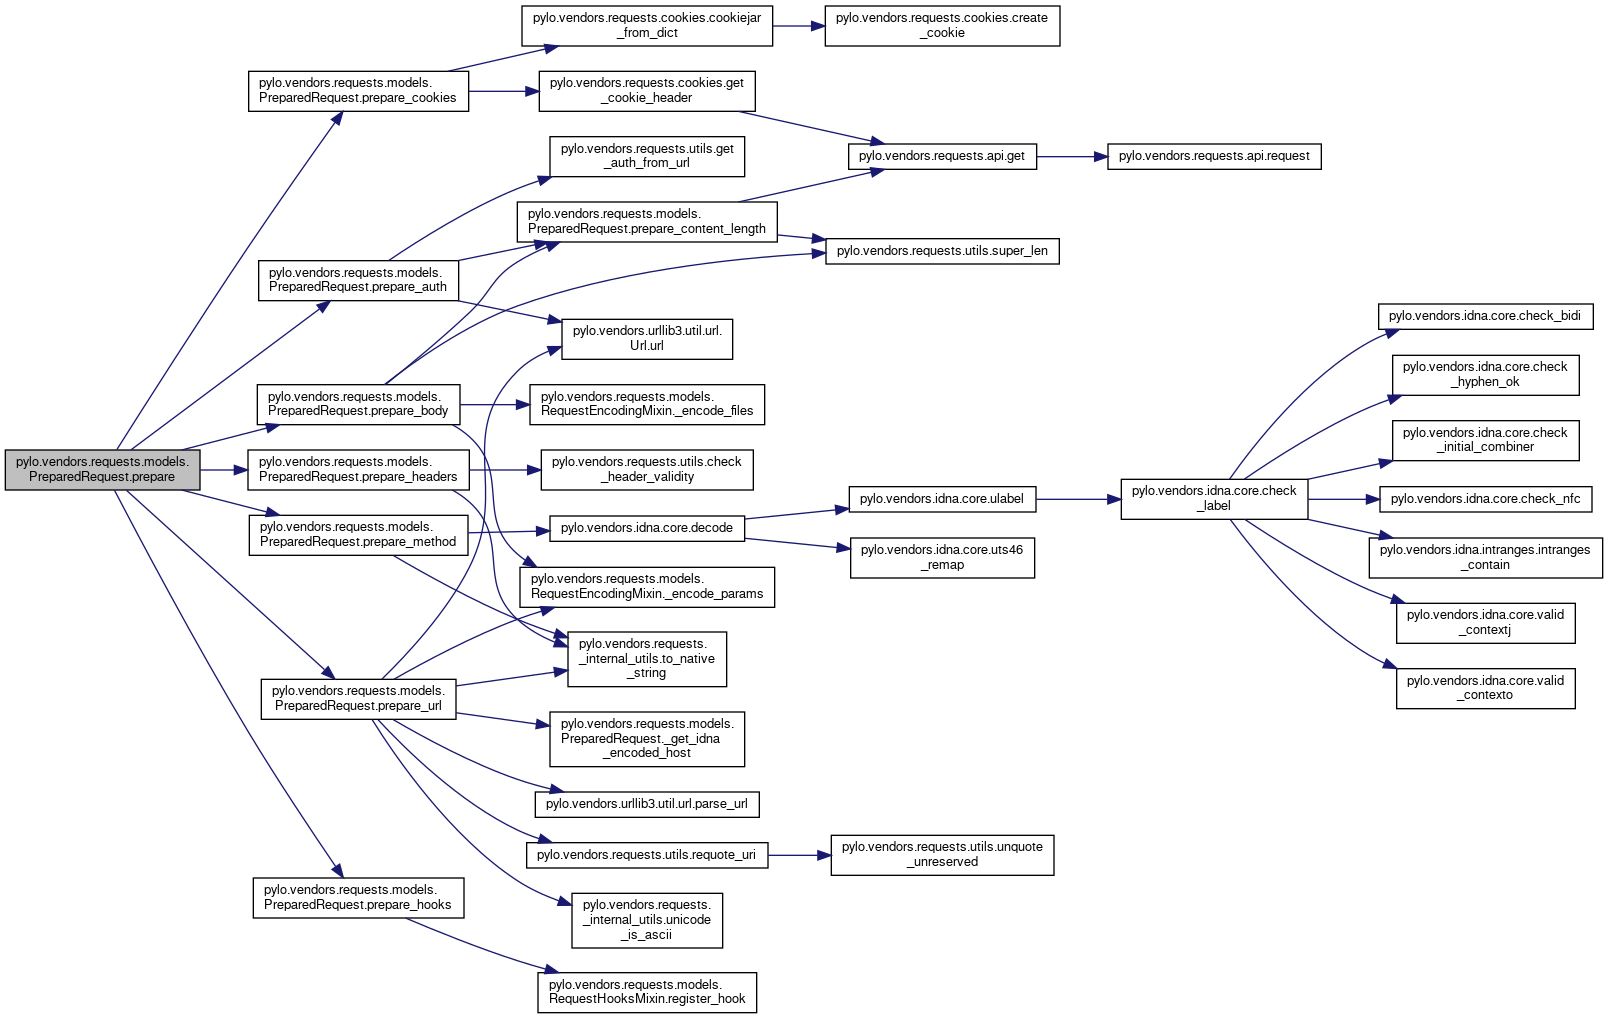 pylo.vendors.requests.models.
PreparedRequest.prepare
pylo.vendors.requests.models.
PreparedRequest.prepare_cookies
pylo.vendors.requests.models.
PreparedRequest.prepare_auth
pylo.vendors.requests.models.
PreparedRequest.prepare_body
pylo.vendors.requests.models.
PreparedRequest.prepare_headers
pylo.vendors.requests.models.
PreparedRequest.prepare_method
pylo.vendors.requests.models.
PreparedRequest.prepare_url
pylo.vendors.requests.models.
PreparedRequest.prepare_hooks
pylo.vendors.requests.cookies.cookiejar
_from_dict
pylo.vendors.requests.cookies.get
_cookie_header
pylo.vendors.requests.utils.get
_auth_from_url
pylo.vendors.requests.models.
PreparedRequest.prepare_content_length
pylo.vendors.urllib3.util.url.
Url.url
pylo.vendors.requests.models.
RequestEncodingMixin._encode_files
pylo.vendors.requests.utils.check
_header_validity
pylo.vendors.idna.core.decode
pylo.vendors.requests.models.
RequestEncodingMixin._encode_params
pylo.vendors.requests.
_internal_utils.to_native
_string
pylo.vendors.requests.models.
PreparedRequest._get_idna
_encoded_host
pylo.vendors.urllib3.util.url.parse_url
pylo.vendors.requests.utils.requote_uri
pylo.vendors.requests.
_internal_utils.unicode
_is_ascii
pylo.vendors.requests.models.
RequestHooksMixin.register_hook
pylo.vendors.requests.cookies.create
_cookie
pylo.vendors.requests.api.get
pylo.vendors.requests.utils.super_len
pylo.vendors.idna.core.ulabel
pylo.vendors.idna.core.uts46
_remap
pylo.vendors.requests.utils.unquote
_unreserved
pylo.vendors.requests.api.request
pylo.vendors.idna.core.check
_label
pylo.vendors.idna.core.check_bidi
pylo.vendors.idna.core.check
_hyphen_ok
pylo.vendors.idna.core.check
_initial_combiner
pylo.vendors.idna.core.check_nfc
pylo.vendors.idna.intranges.intranges
_contain
pylo.vendors.idna.core.valid
_contextj
pylo.vendors.idna.core.valid
_contexto